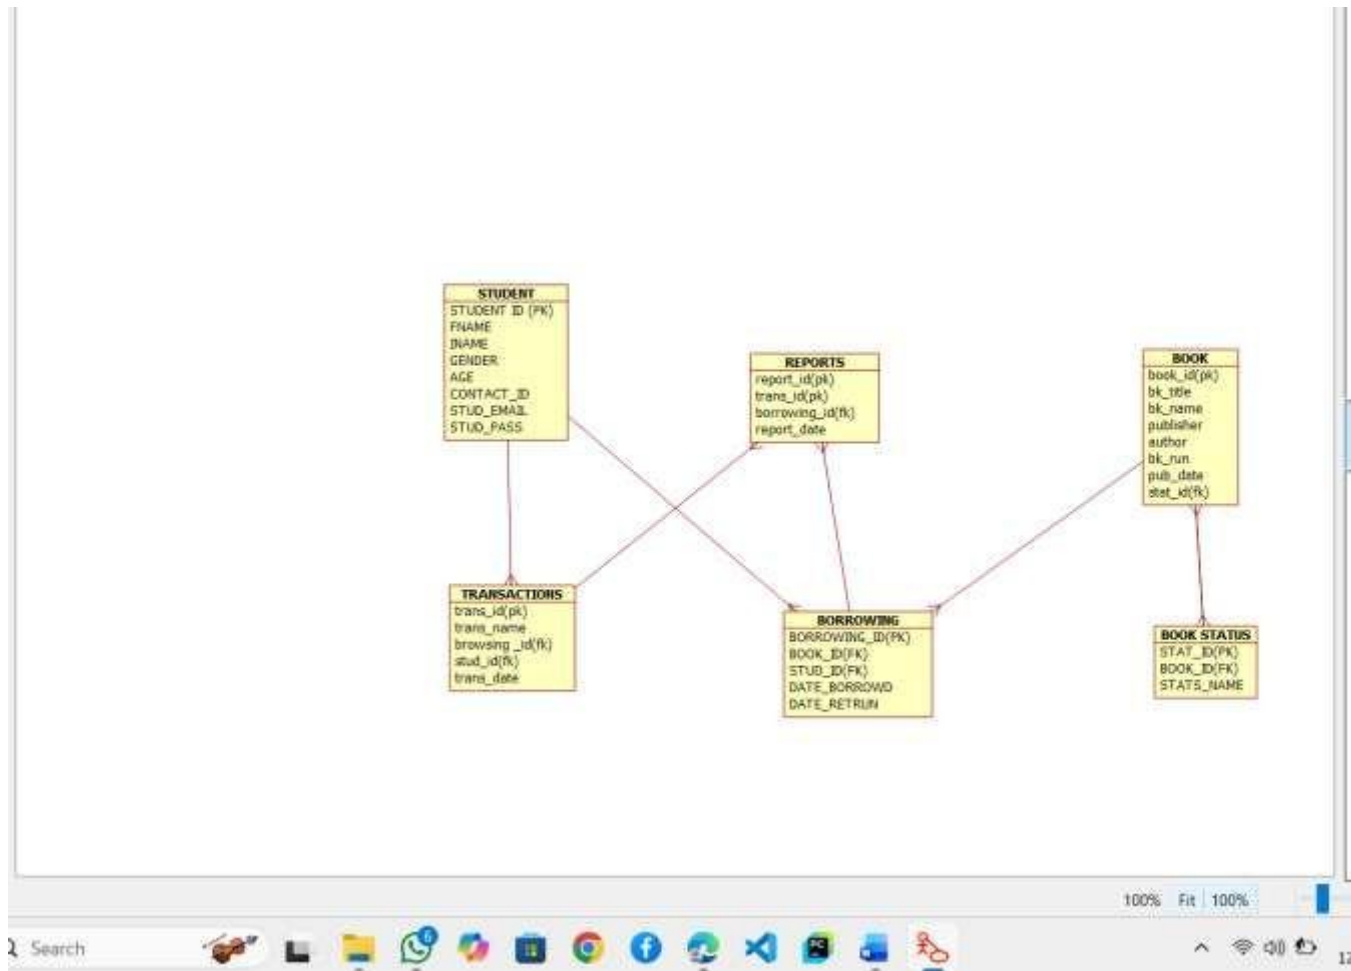 STUDENT
STUDENT ID (PK)
FNAME
INAME
GENDER
AGE
CONTACT_ID
STUD_EMAIL
STUD_PASS
REPORTS
report_id(pk)
trans_id(pk)
borrowing_id(fk)
report_date
BOOK
book_id(pk)
bk_title
bk_name
publisher
author
bk_run
pub_date
stat_id(fk)
TRANSACTIONS
trans_id(pk)
trans_name
browsing _id(fk)
stud_id(fk)
trans_date
BORROWING
BORROWING_ID(PK)
BOOK_ID(FK)
STUD_ID(FK)
DATE_BORROWD
DATE_RETRUN
BOOK STATUS
STAT_ID(PK)
BOOK_ID(FK)
STATS_NAME
100% Fit 100%
Search
6
PC
12